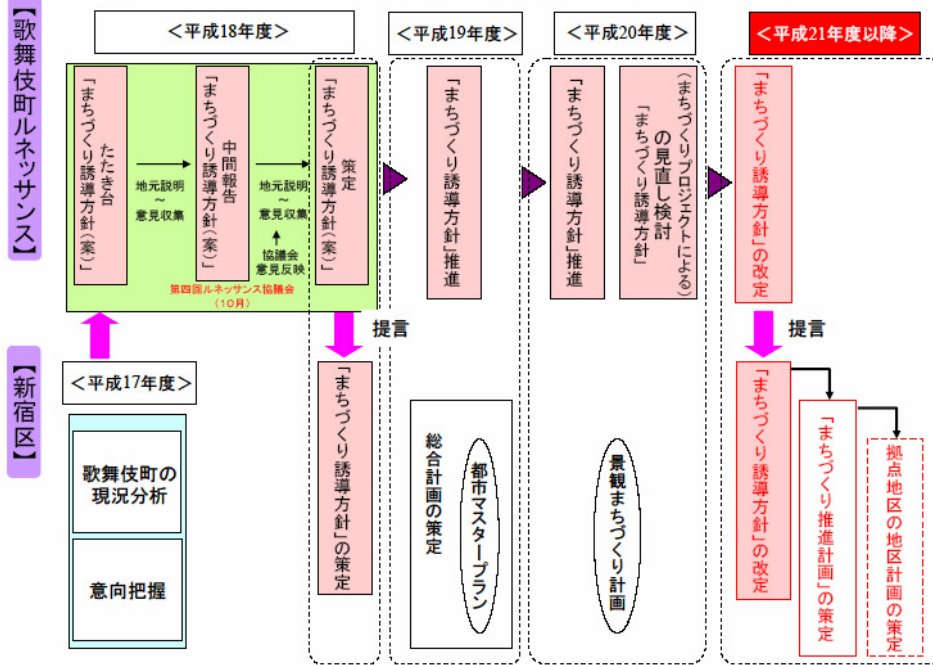 【歌舞伎町ルネッサンス】
＜平成18年度＞
＜平成19年度＞
＜平成20年度＞
＜平成21年度以降＞
「まちづくり誘導方針(案)」
たたき台
地元説明
～
意見収集
「まちづくり誘導方針(案)」
中間報告
地元説明
～
意見収集
協議会
意見反映
第四回ルネッサンス協議会
(10月)
「まちづくり誘導方針(案)」
策定
「まちづくり誘導方針」推進
「まちづくり誘導方針」推進
(まちづくりプロジェクトによる)
「まちづくり誘導方針」
の見直し検討
「まちづくり誘導方針」の改定
提言
提言
【新宿区】
＜平成17年度＞
歌舞伎町の
現況分析
意向把握
「まちづくり誘導方針」の策定
総合計画の策定
都市マスタープラン
景観まちづくり計画
「まちづくり誘導方針」の改定
「まちづくり推進計画」の策定
拠点地区の地区計画の策定